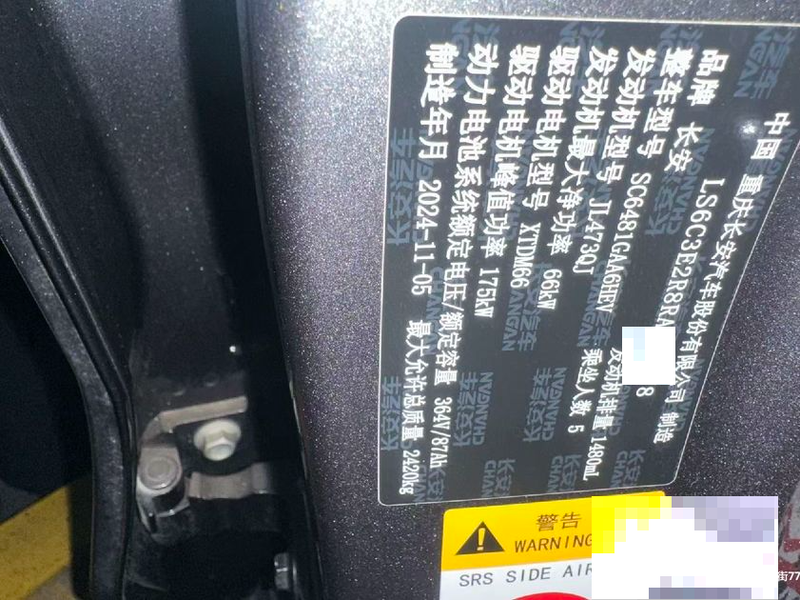 中国 重庆长安汽车股份有限公司 制造
LS6C3E2R8RA 8
品牌 长安
整车型号 SC6481GAA6HEV
发动机型号 JL473QJ 发动机排量 1480mL
发动机最大净功率 66kW 乘坐人数 5
驱动电机型号 XTDM66
驱动电机峰值功率 175kW
动力电池系统额定电压/额定容量 364V/87Ah
制造年月 2024-11-05 最大允许总质量 2420kg
警告
WARNING
SRS SIDE AIR
街77